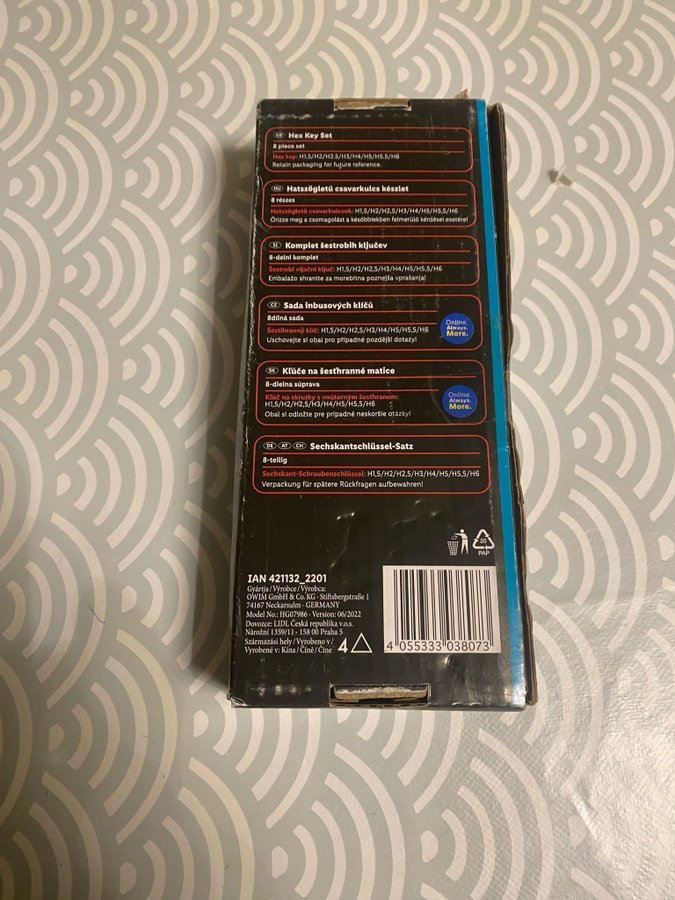 GB Hex Key Set
8 piece set
Hex key: H1.5/H2/H2.5/H3/H4/H5/H5.5/H6
Retain packaging for future reference.
HU Hatszögletű csavarkulcs készlet
8 részes
Hatszögletű csavarkulcsok: H1,5/H2/H2,5/H3/H4/H5/H5,5/H6
Őrizze meg a csomagolást a későbbiekben felmerülő kérdései esetére!
SI Komplet šestrobih ključev
8-delni komplet
Šestrobi vijačni ključ: H1,5/H2/H2,5/H3/H4/H5/H5,5/H6
Embalažo shranite za morebitna poznejša vprašanja!
CZ Sada inbusových klíčů
8dílná sada
Šestihranný klíč: H1,5/H2/H2,5/H3/H4/H5/H5,5/H6
Uschovejte si obal pro případné pozdější dotazy!
Online.
Always.
More.
SK Kľúče na šesťhranné matice
8-dielna súprava
Kľúč na skrutky s vnútorným šesťhranom:
H1,5/H2/H2,5/H3/H4/H5/H5,5/H6
Obal si odložte pre prípadné neskoršie otázky!
Online.
Always.
More.
DE AT CH Sechskantschlüssel-Satz
8-teilig
Sechskant-Schraubenschlüssel: H1,5/H2/H2,5/H3/H4/H5/H5,5/H6
Verpackung für spätere Rückfragen aufbewahren!
20
PAP
IAN 421132_2201
Gyártja / Výrobce / Výrobca:
OWIM GmbH & Co. KG · Stiftsbergstraße 1
74167 Neckarsulm · GERMANY
Model No.: HG07986 · Version: 06/2022
Dovozce: LIDL Česká republika v.o.s.
Nárožní 1359/11 · 158 00 Praha 5
Származási hely / Vyrobeno v /
Vyrobené v: Kína / Číně / Číne
4
4 055333 038073